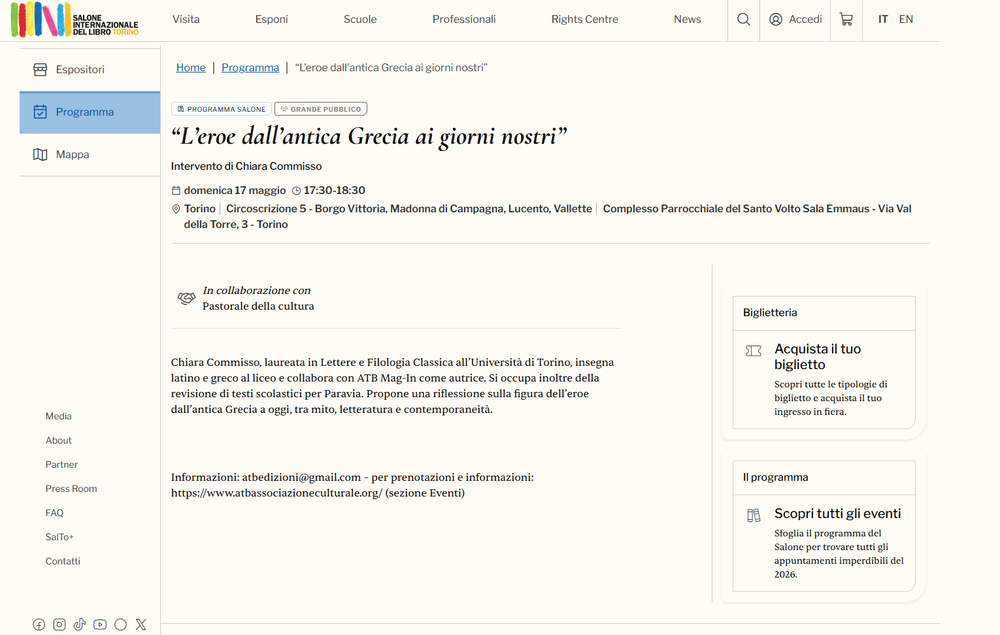 SALONE
INTERNAZIONALE
DEL LIBRO TORINO
Visita
Esponi
Scuole
Professionali
Rights Centre
News
Accedi
IT
EN
Espositori
Programma
Mappa
Home | Programma | “L’eroe dall’antica Grecia ai giorni nostri”
PROGRAMMA SALONE
GRANDE PUBBLICO
“L’eroe dall’antica Grecia ai giorni nostri”
Intervento di Chiara Commisso
domenica 17 maggio 17:30-18:30
Torino | Circoscrizione 5 - Borgo Vittoria, Madonna di Campagna, Lucento, Vallette | Complesso Parrocchiale del Santo Volto Sala Emmaus - Via Val
della Torre, 3 - Torino
In collaborazione con
Pastorale della cultura
Chiara Commisso, laureata in Lettere e Filologia Classica all’Università di Torino, insegna
latino e greco al liceo e collabora con ATB Mag-In come autrice. Si occupa inoltre della
revisione di testi scolastici per Paravia. Propone una riflessione sulla figura dell’eroe
dall’antica Grecia a oggi, tra mito, letteratura e contemporaneità.
Informazioni: atbedizioni@gmail.com – per prenotazioni e informazioni:
https://www.atbassociazioneculturale.org/ (sezione Eventi)
Biglietteria
Acquista il tuo
biglietto
Scopri tutte le tipologie di
biglietto e acquista il tuo
ingresso in fiera.
Il programma
Scopri tutti gli eventi
Sfoglia il programma del
Salone per trovare tutti gli
appuntamenti imperdibili del
2026.
Media
About
Partner
Press Room
FAQ
SalTo+
Contatti